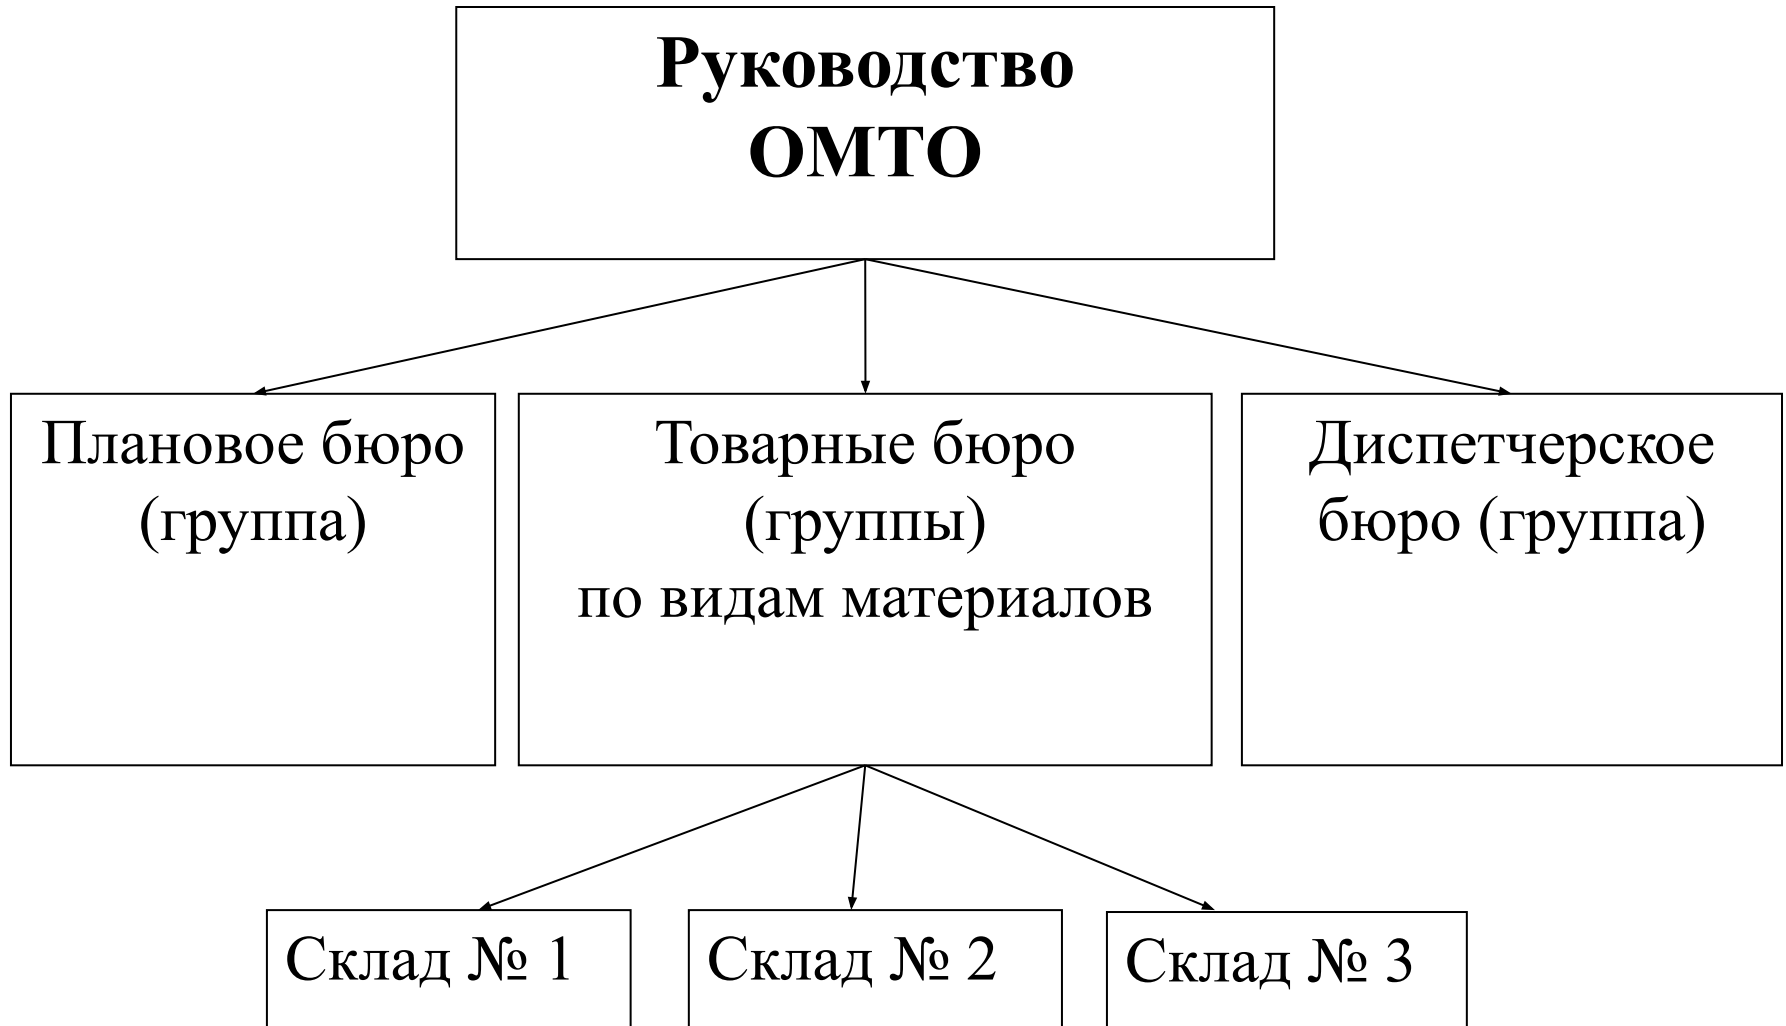 Руководство
ОМТО
Плановое бюро
(группа)
Товарные бюро
(группы)
по видам материалов
Диспетчерское
бюро (группа)
Склад № 1
Склад № 2
Склад № 3